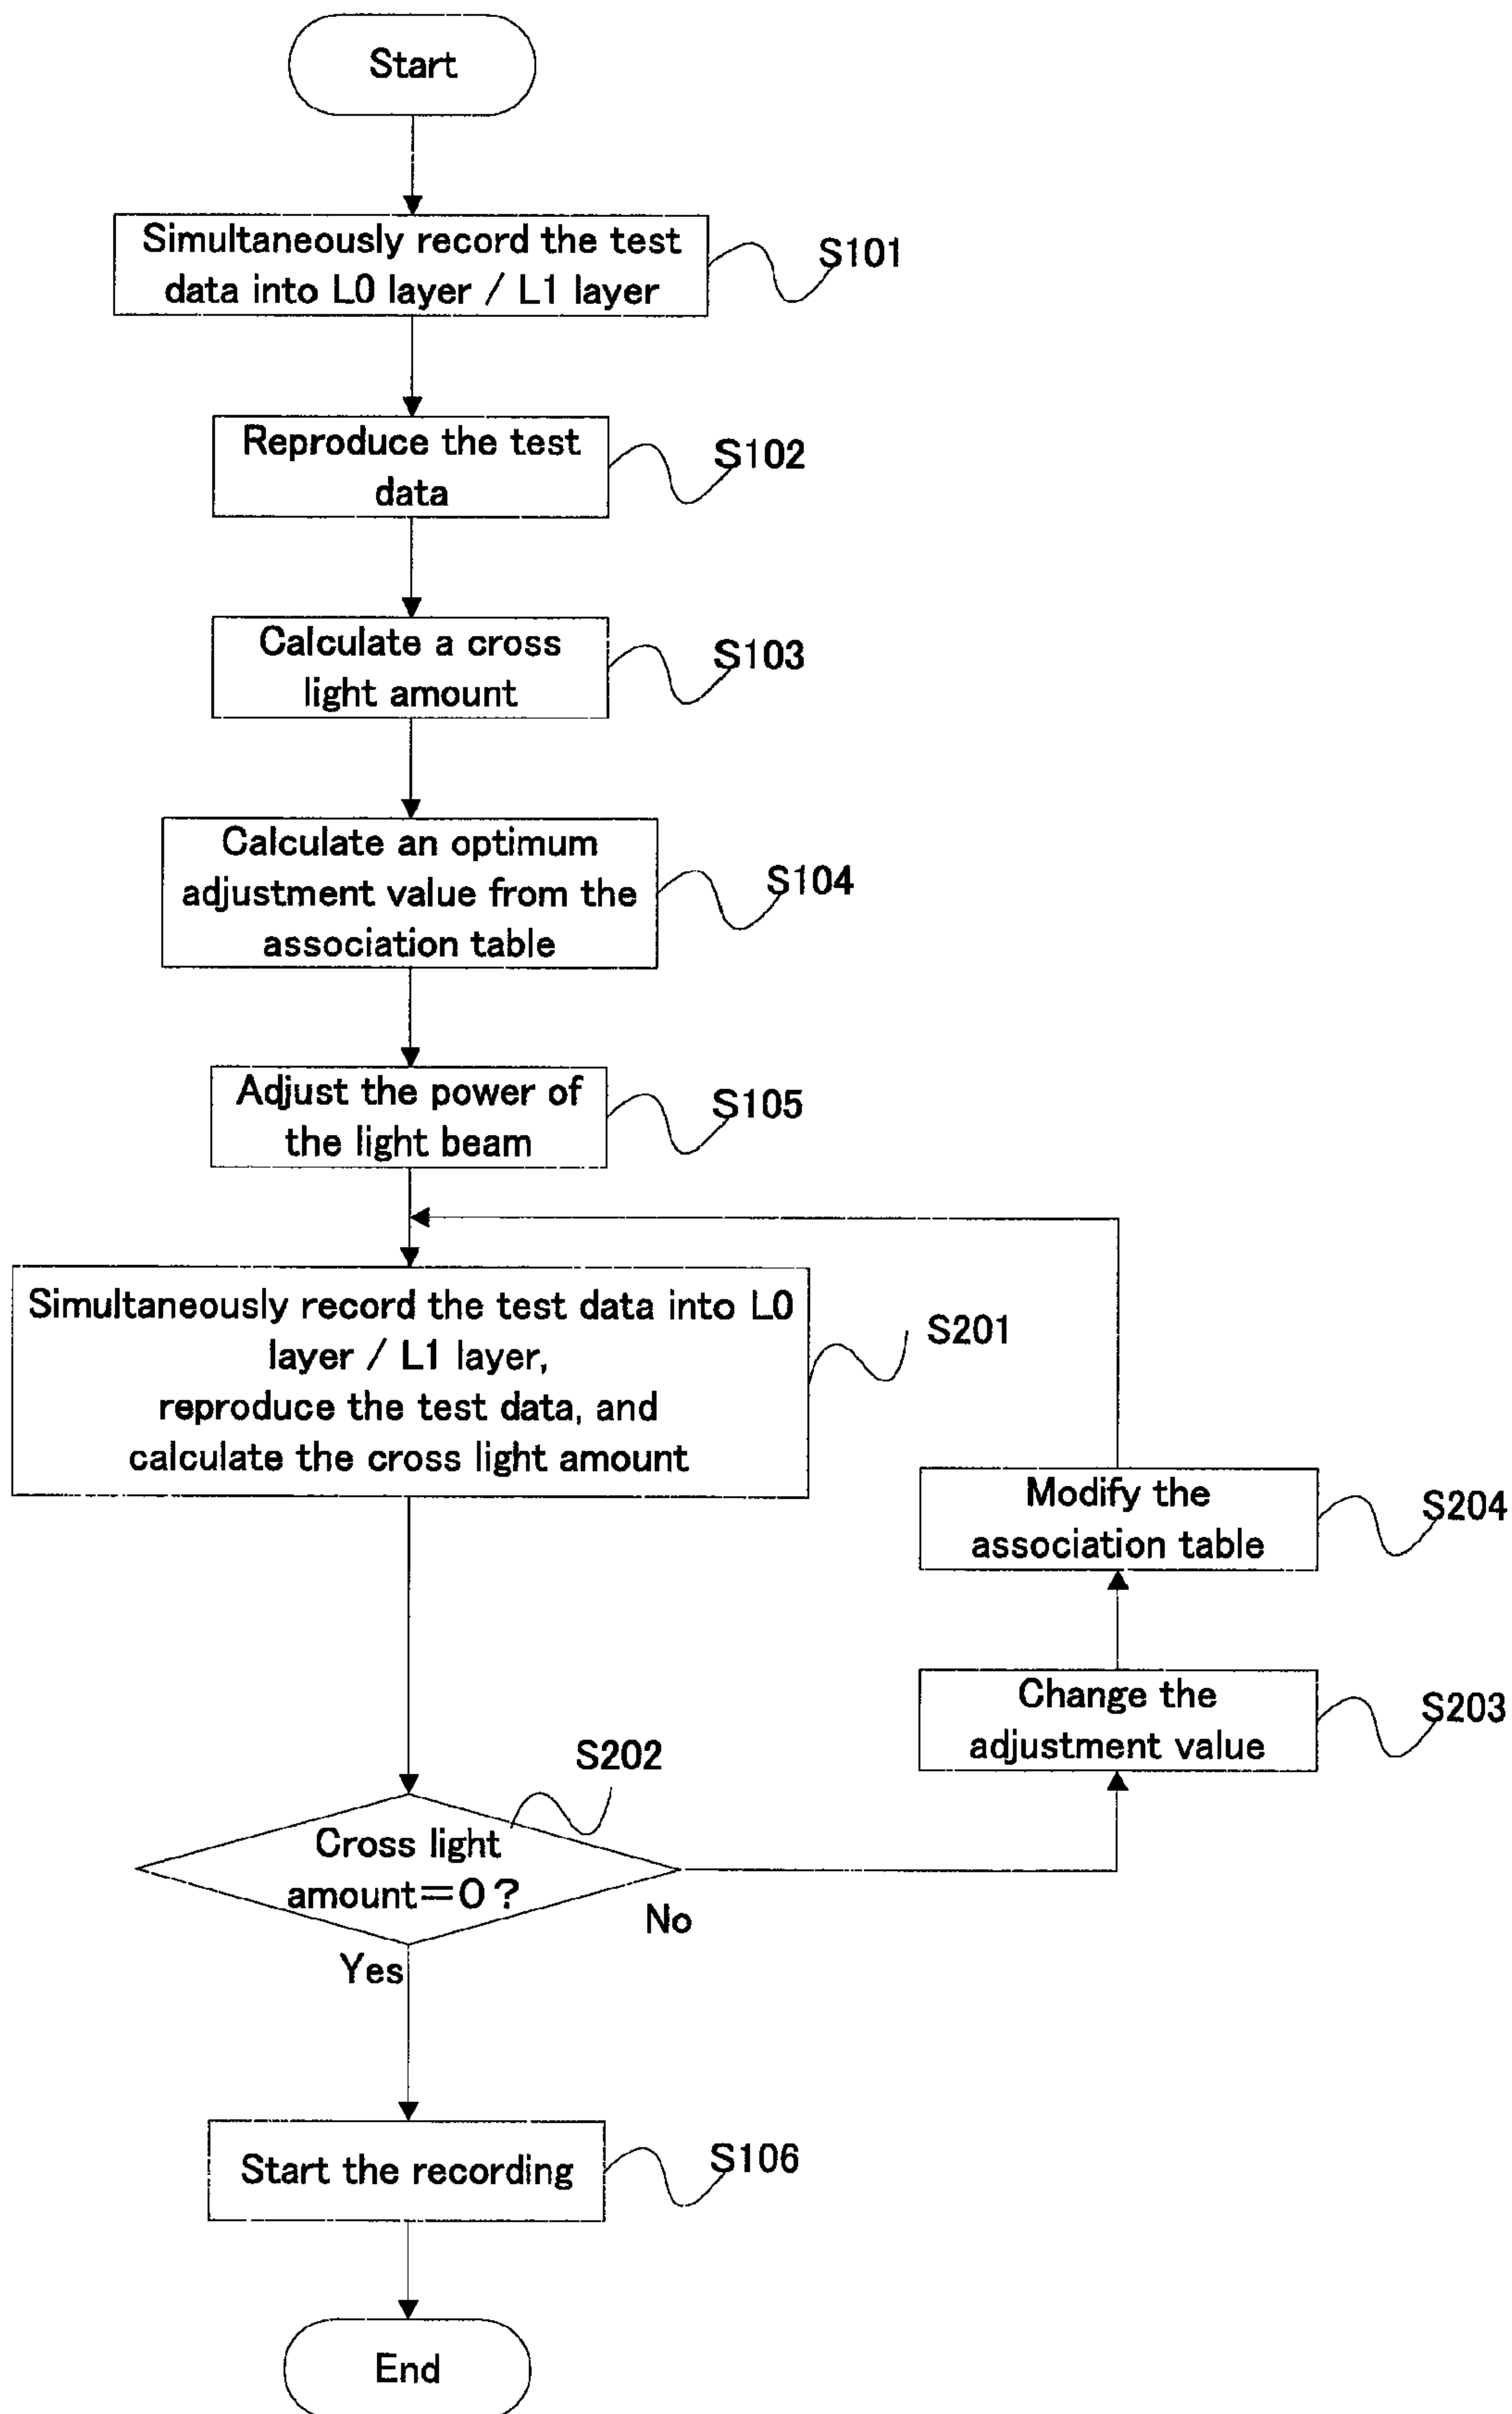 Start
Simultaneously record the test
data into L0 layer / L1 layer
S101
Reproduce the test
data
S102
Calculate a cross
light amount
S103
Calculate an optimum
adjustment value from the
association table
S104
Adjust the power of
the light beam
S105
Simultaneously record the test data into L0
layer / L1 layer,
reproduce the test data, and
calculate the cross light amount
S201
Modify the
association table
S204
Change the
adjustment value
S203
S202
Cross light
amount=0?
No
Yes
Start the recording
S106
End